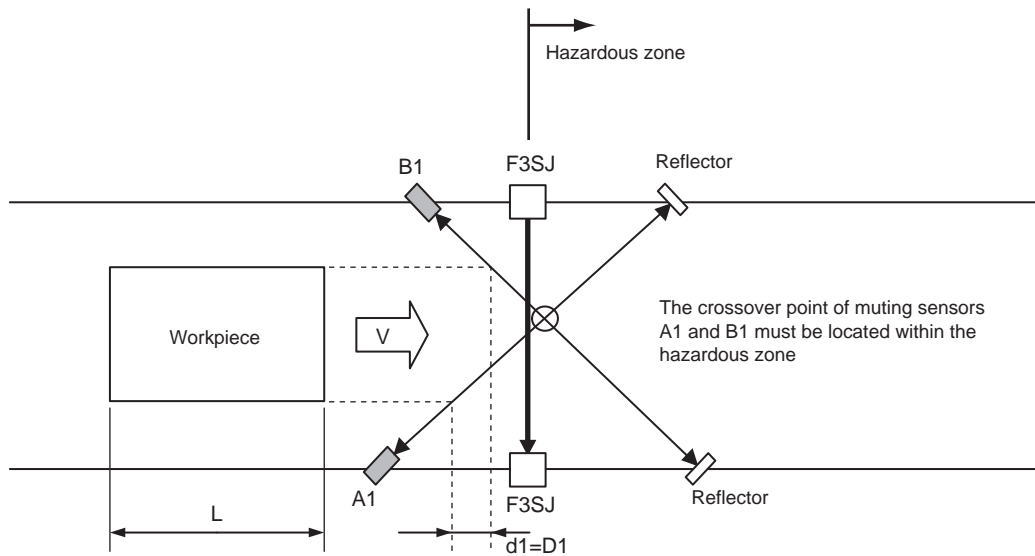 Hazardous zone
B1
F3SJ
Reflector
Workpiece
V
The crossover point of muting sensors
A1 and B1 must be located within the
hazardous zone
A1
F3SJ
Reflector
L
d1=D1